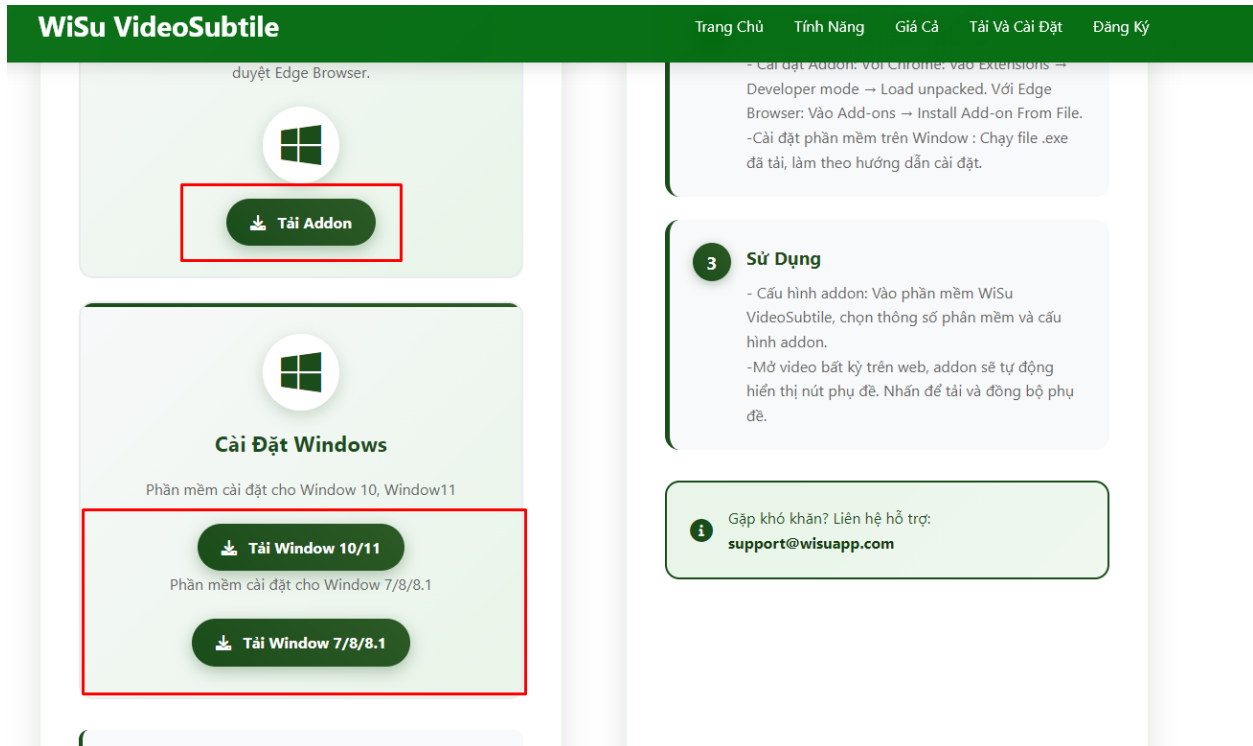 WiSu VideoSubtile
Trang Chủ Tính Năng Giá Cả Tải Và Cài Đặt Đăng Ký
duyệt Edge Browser.
Tải Addon
Cài Đặt Windows
Phần mềm cài đặt cho Window 10, Window11
Tải Window 10/11
Phần mềm cài đặt cho Window 7/8/8.1
Tải Window 7/8/8.1
- Cài đặt Addon: Với Chrome: Vào Extensions →
Developer mode → Load unpacked. Với Edge
Browser: Vào Add-ons → Install Add-on From File.
-Cài đặt phần mềm trên Window : Chạy file .exe
đã tải, làm theo hướng dẫn cài đặt.
3
Sử Dụng
- Cấu hình addon: Vào phần mềm WiSu
VideoSubtile, chọn thông số phân mềm và cấu
hình addon.
-Mở video bất kỳ trên web, addon sẽ tự động
hiển thị nút phụ đề. Nhấn để tải và đồng bộ phụ
đề.
Gặp khó khăn? Liên hệ hỗ trợ:
support@wisuapp.com